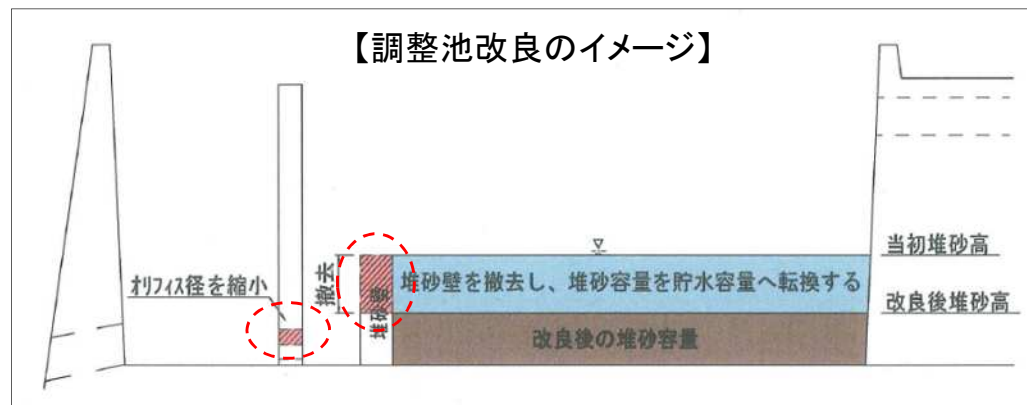 【調整池改良のイメージ】
当初堆砂高
オリフィス径を縮小
撤去
堆砂壁を撤去し、堆砂容量を貯水容量へ転換する
改良後堆砂高
堆砂壁
改良後の堆砂容量